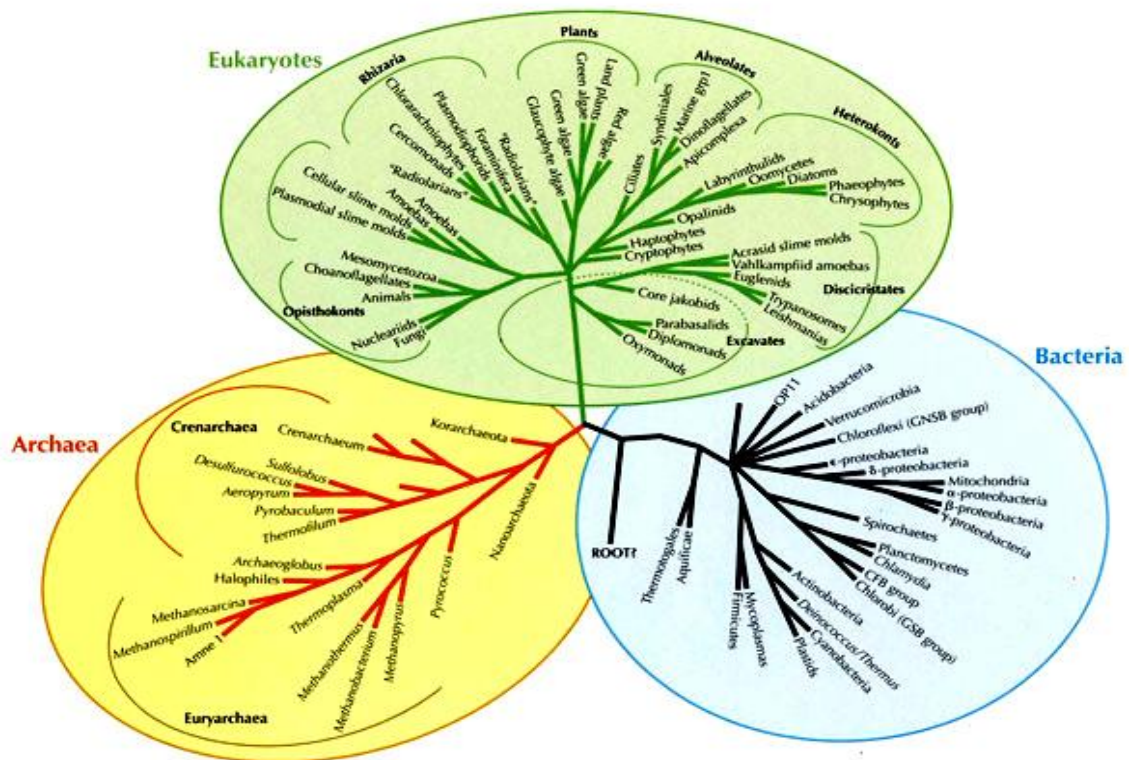 Eukaryotes
Rhizaria
Plants
Alveolates
Heterokonts
Chlorarachniophytes
Cercomonads
"Radiolarians"
Plasmodiophorids
Foraminifera
"Radiolarians"
Glaucophyte algae
Green algae
Green algae
Land plants
Red algae
Ciliates
Syndiniales
Marine grp1
Dinoflagellates
Apicomplexa
Labyrinthulids
Oomycetes
Diatoms
Phaeophytes
Chrysophytes
Opalinids
Haptophytes
Cryptophytes
Cellular slime molds
Plasmodial slime molds
Amoebas
Amoebas
Mesomycetozoa
Choanoflagellates
Animals
Opisthokonts
Nucleariids
Fungi
Acrasid slime molds
Vahlkampfiid amoebas
Euglenids
Discicristates
Trypanosomes
Leishmanias
Core jakobids
Parabasalids
Diplomonads
Oxymonads
Excavates
Archaea
Crenarchaea
Crenarchaeum
Korarchaeota
Sulfolobus
Desulfurococcus
Aeropyrum
Pyrobaculum
Thermofilum
Nanoarchaeota
Archaeoglobus
Halophiles
Methanosarcina
Methanospirillum
Amne 1
Thermoplasma
Methanothermus
Methanobacterium
Methanopyrus
Pyrococcus
Euryarchaea
Bacteria
ROOT?
Thermotogales
Aquificae
OP11
Acidobacteria
Verrucomicrobia
Chloroflexi (GNSB group)
ϵ-proteobacteria
δ-proteobacteria
Mitochondria
α-proteobacteria
β-proteobacteria
γ-proteobacteria
Spirochaetes
Planctomycetes
Chlamydia
CFB group
Chlorobi (GSB group)
Actinobacteria
Deinococcus/Thermus
Cyanobacteria
Plastids
Mycoplasmas
Firmicutes